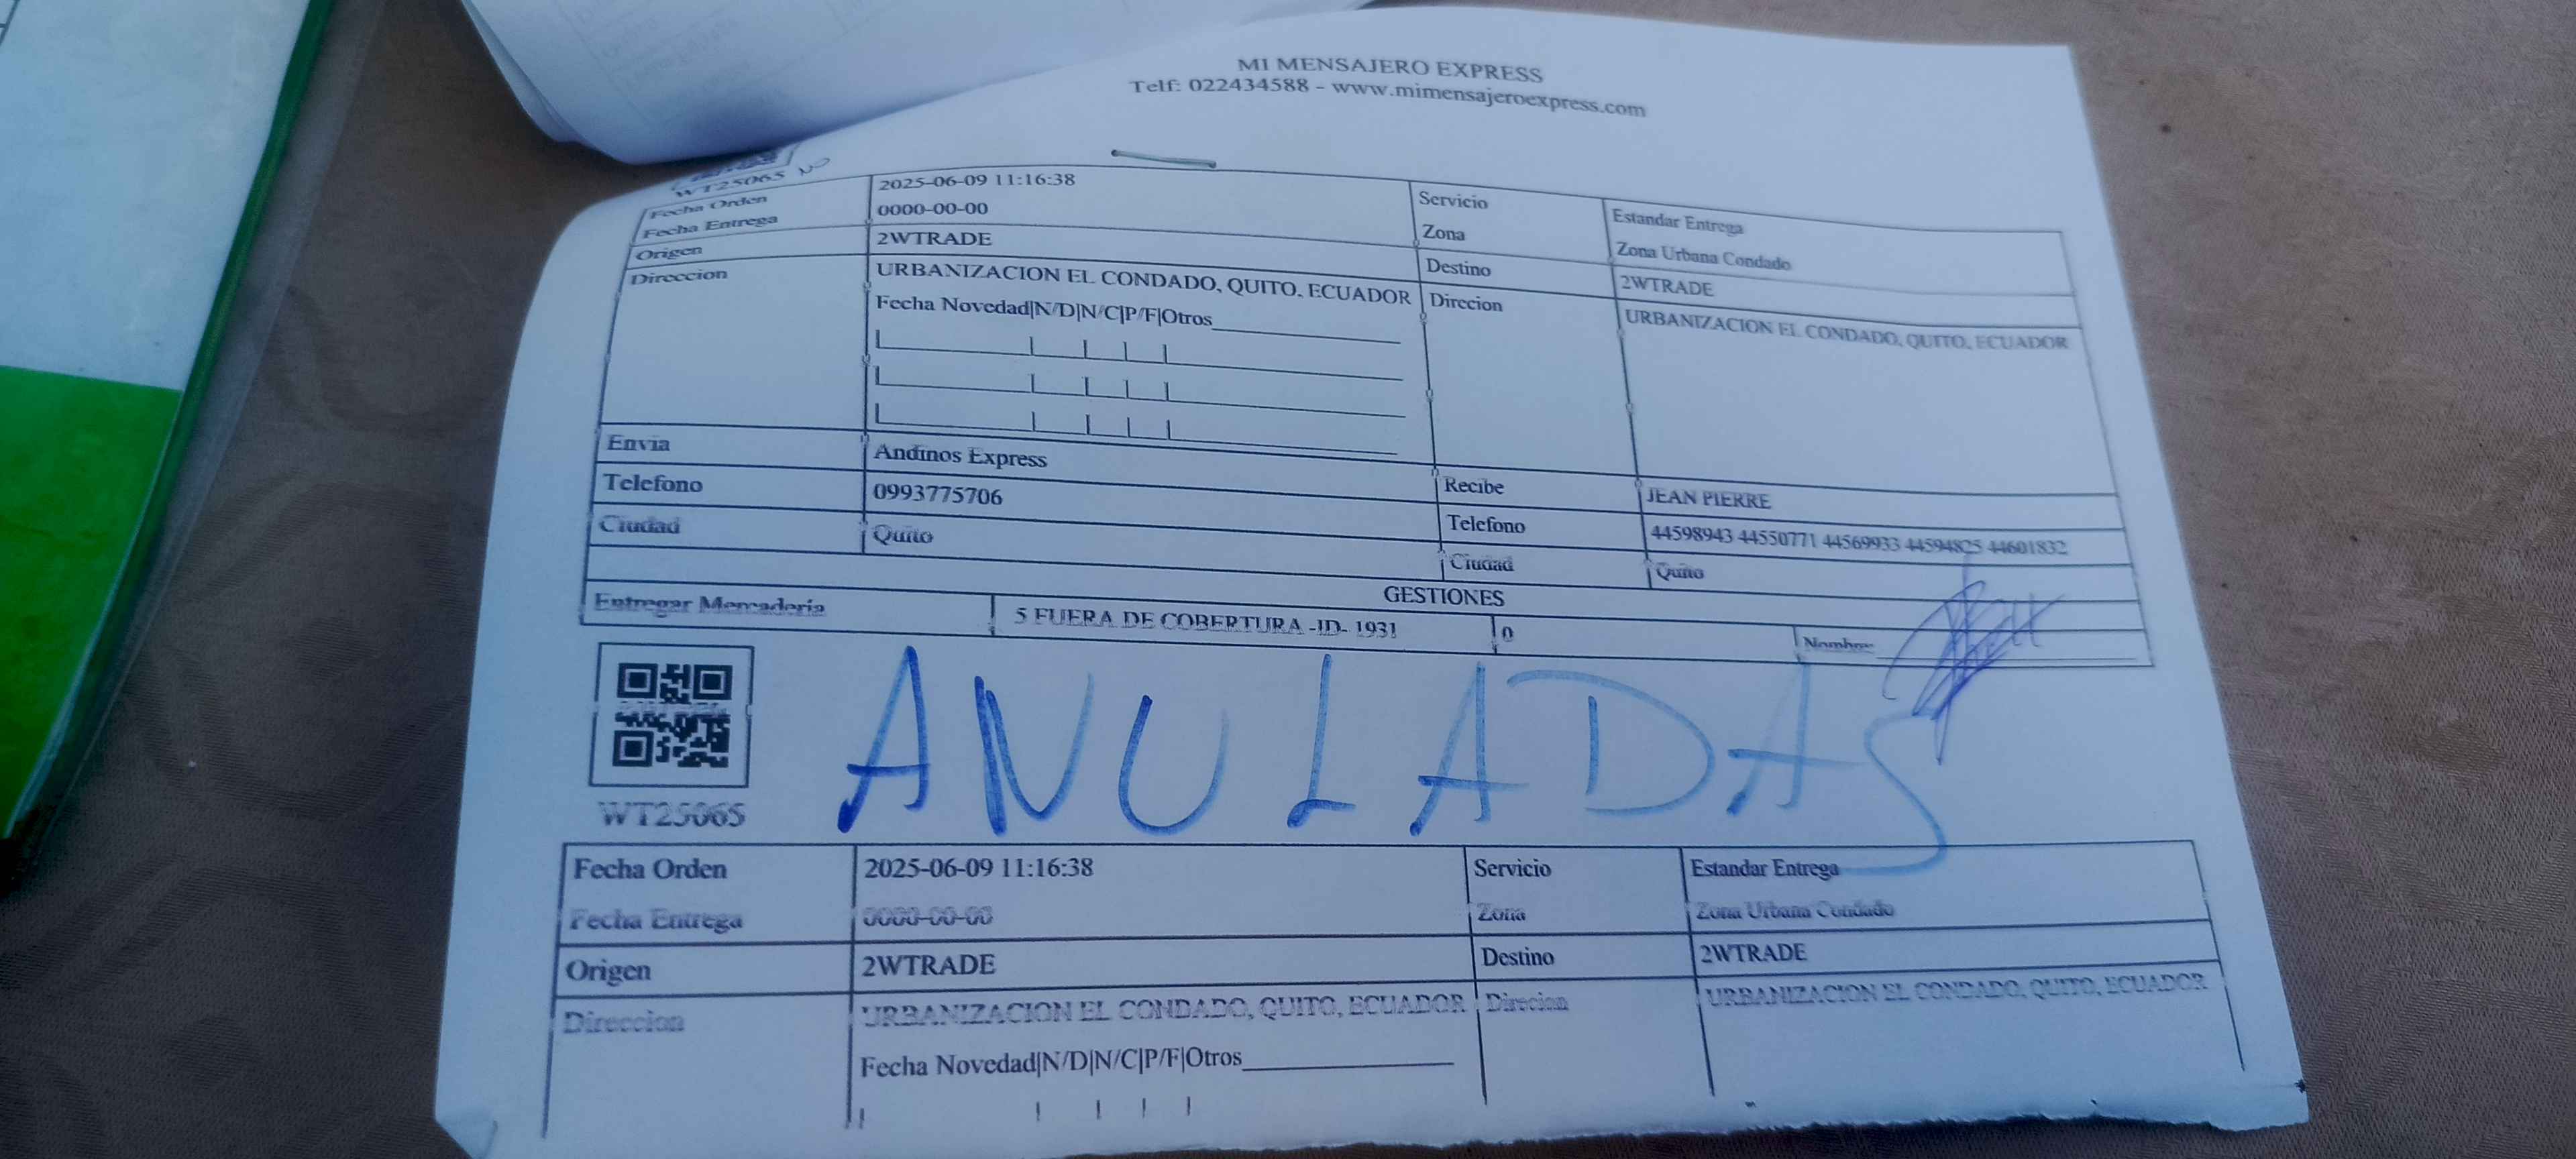 MI MENSAJERO EXPRESS
Telf: 022434588 - www.mimensajeroexpress.com
WT25065
Fecha Orden 2025-06-09 11:16:38 Servicio Estandar Entrega
Fecha Entrega 0000-00-00 Zona Zona Urbana Condado
Origen 2WTRADE Destino 2WTRADE
Direccion URBANIZACION EL CONDADO, QUITO, ECUADOR Direcion URBANIZACION EL CONDADO, QUITO, ECUADOR
Fecha Novedad|N/D|N/C|P/F|Otros
Envia Andinos Express Recibe JEAN PIERRE
Telefono 0993775706 Telefono 44598943 44550771 44569933 44594825 44601832
Ciudad Quito Ciudad Quito
GESTIONES
Entregar Mercaderia 5 FUERA DE COBERTURA -ID- 1931 0 Nombre:
ANULADAS
WT25065
Fecha Orden 2025-06-09 11:16:38 Servicio Estandar Entrega
Fecha Entrega 0000-00-00 Zona Zona Urbana Condado
Origen 2WTRADE Destino 2WTRADE
Direccion URBANIZACION EL CONDADO, QUITO, ECUADOR Direcion URBANIZACION EL CONDADO, QUITO, ECUADOR
Fecha Novedad|N/D|N/C|P/F|Otros